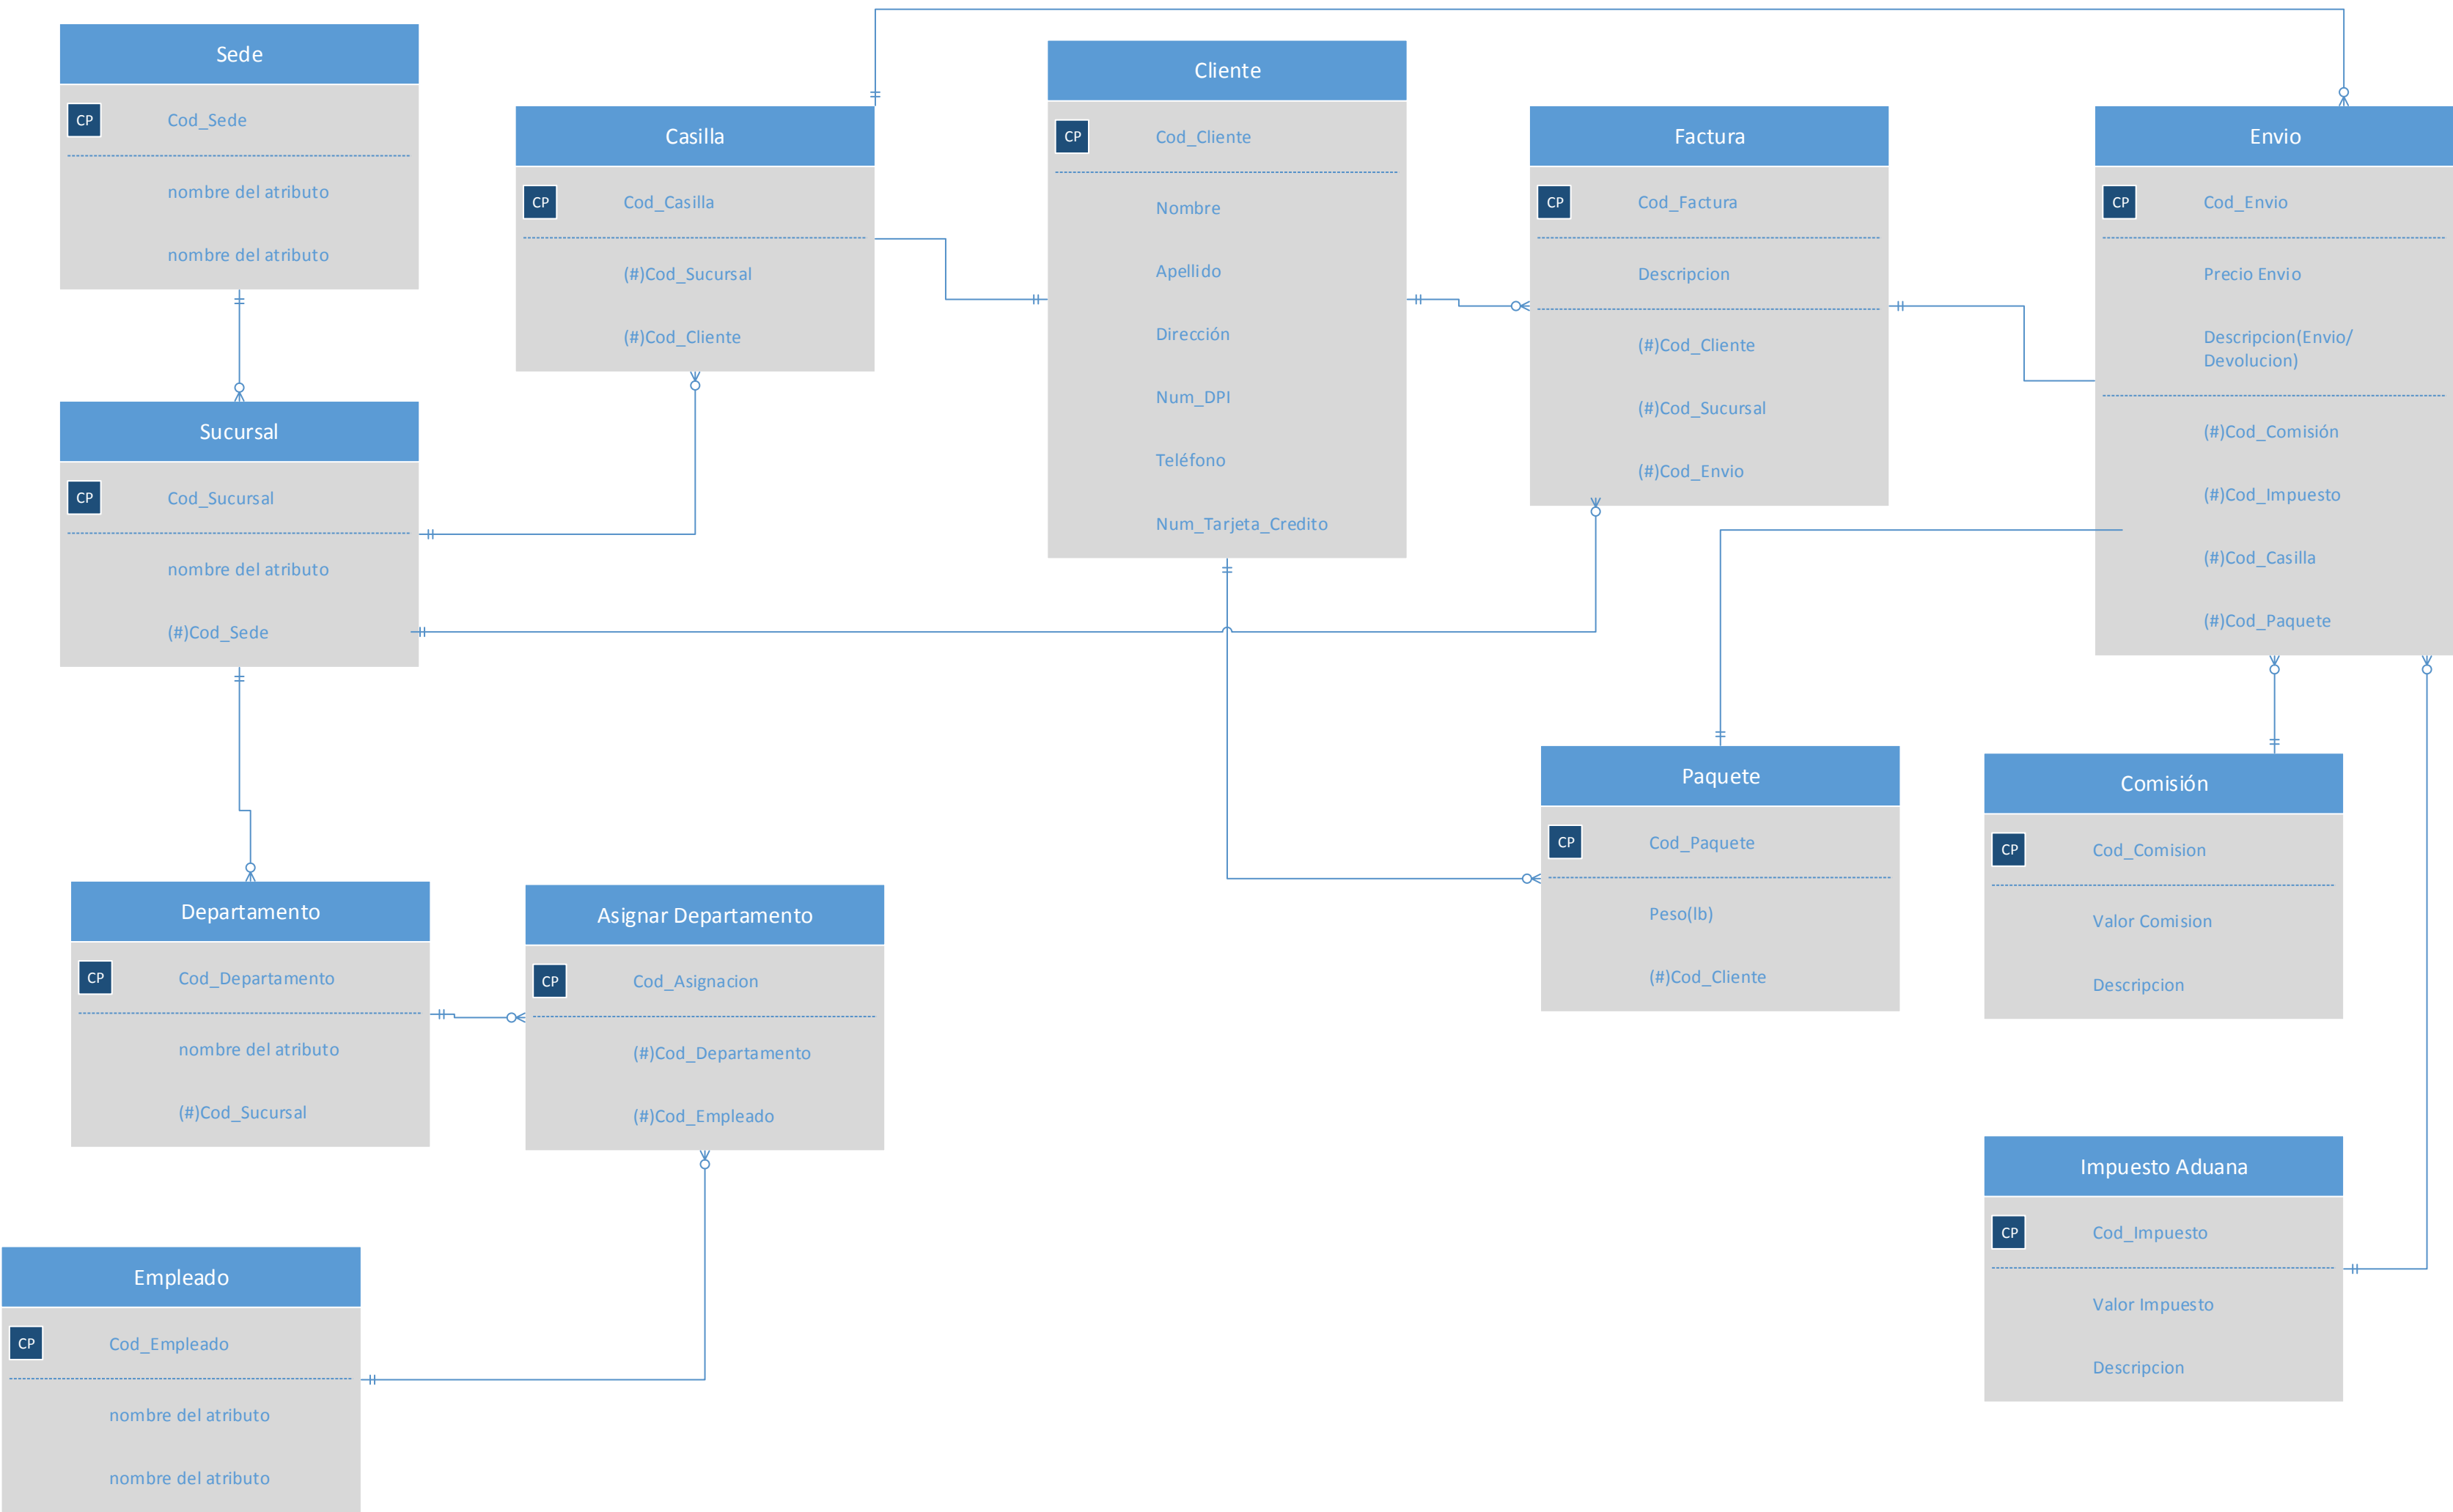 Sede
CP Cod_Sede
nombre del atributo
nombre del atributo
Casilla
CP Cod_Casilla
(#)Cod_Sucursal
(#)Cod_Cliente
Cliente
CP Cod_Cliente
Nombre
Apellido
Dirección
Num_DPI
Teléfono
Num_Tarjeta_Credito
Factura
CP Cod_Factura
Descripcion
(#)Cod_Cliente
(#)Cod_Sucursal
(#)Cod_Envio
Envio
CP Cod_Envio
Precio Envio
Descripcion(Envio/
Devolucion)
(#)Cod_Comisión
(#)Cod_Impuesto
(#)Cod_Casilla
(#)Cod_Paquete
Sucursal
CP Cod_Sucursal
nombre del atributo
(#)Cod_Sede
Paquete
CP Cod_Paquete
Peso(lb)
(#)Cod_Cliente
Comisión
CP Cod_Comision
Valor Comision
Descripcion
Departamento
CP Cod_Departamento
nombre del atributo
(#)Cod_Sucursal
Asignar Departamento
CP Cod_Asignacion
(#)Cod_Departamento
(#)Cod_Empleado
Impuesto Aduana
CP Cod_Impuesto
Valor Impuesto
Descripcion
Empleado
CP Cod_Empleado
nombre del atributo
nombre del atributo